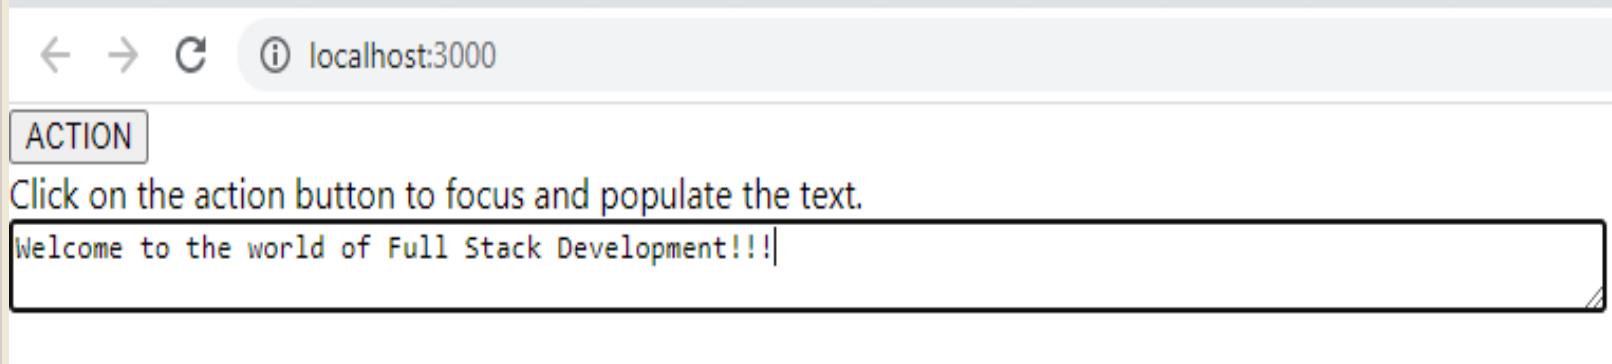 localhost:3000
ACTION
Click on the action button to focus and populate the text.
Welcome to the world of Full Stack Development!!!